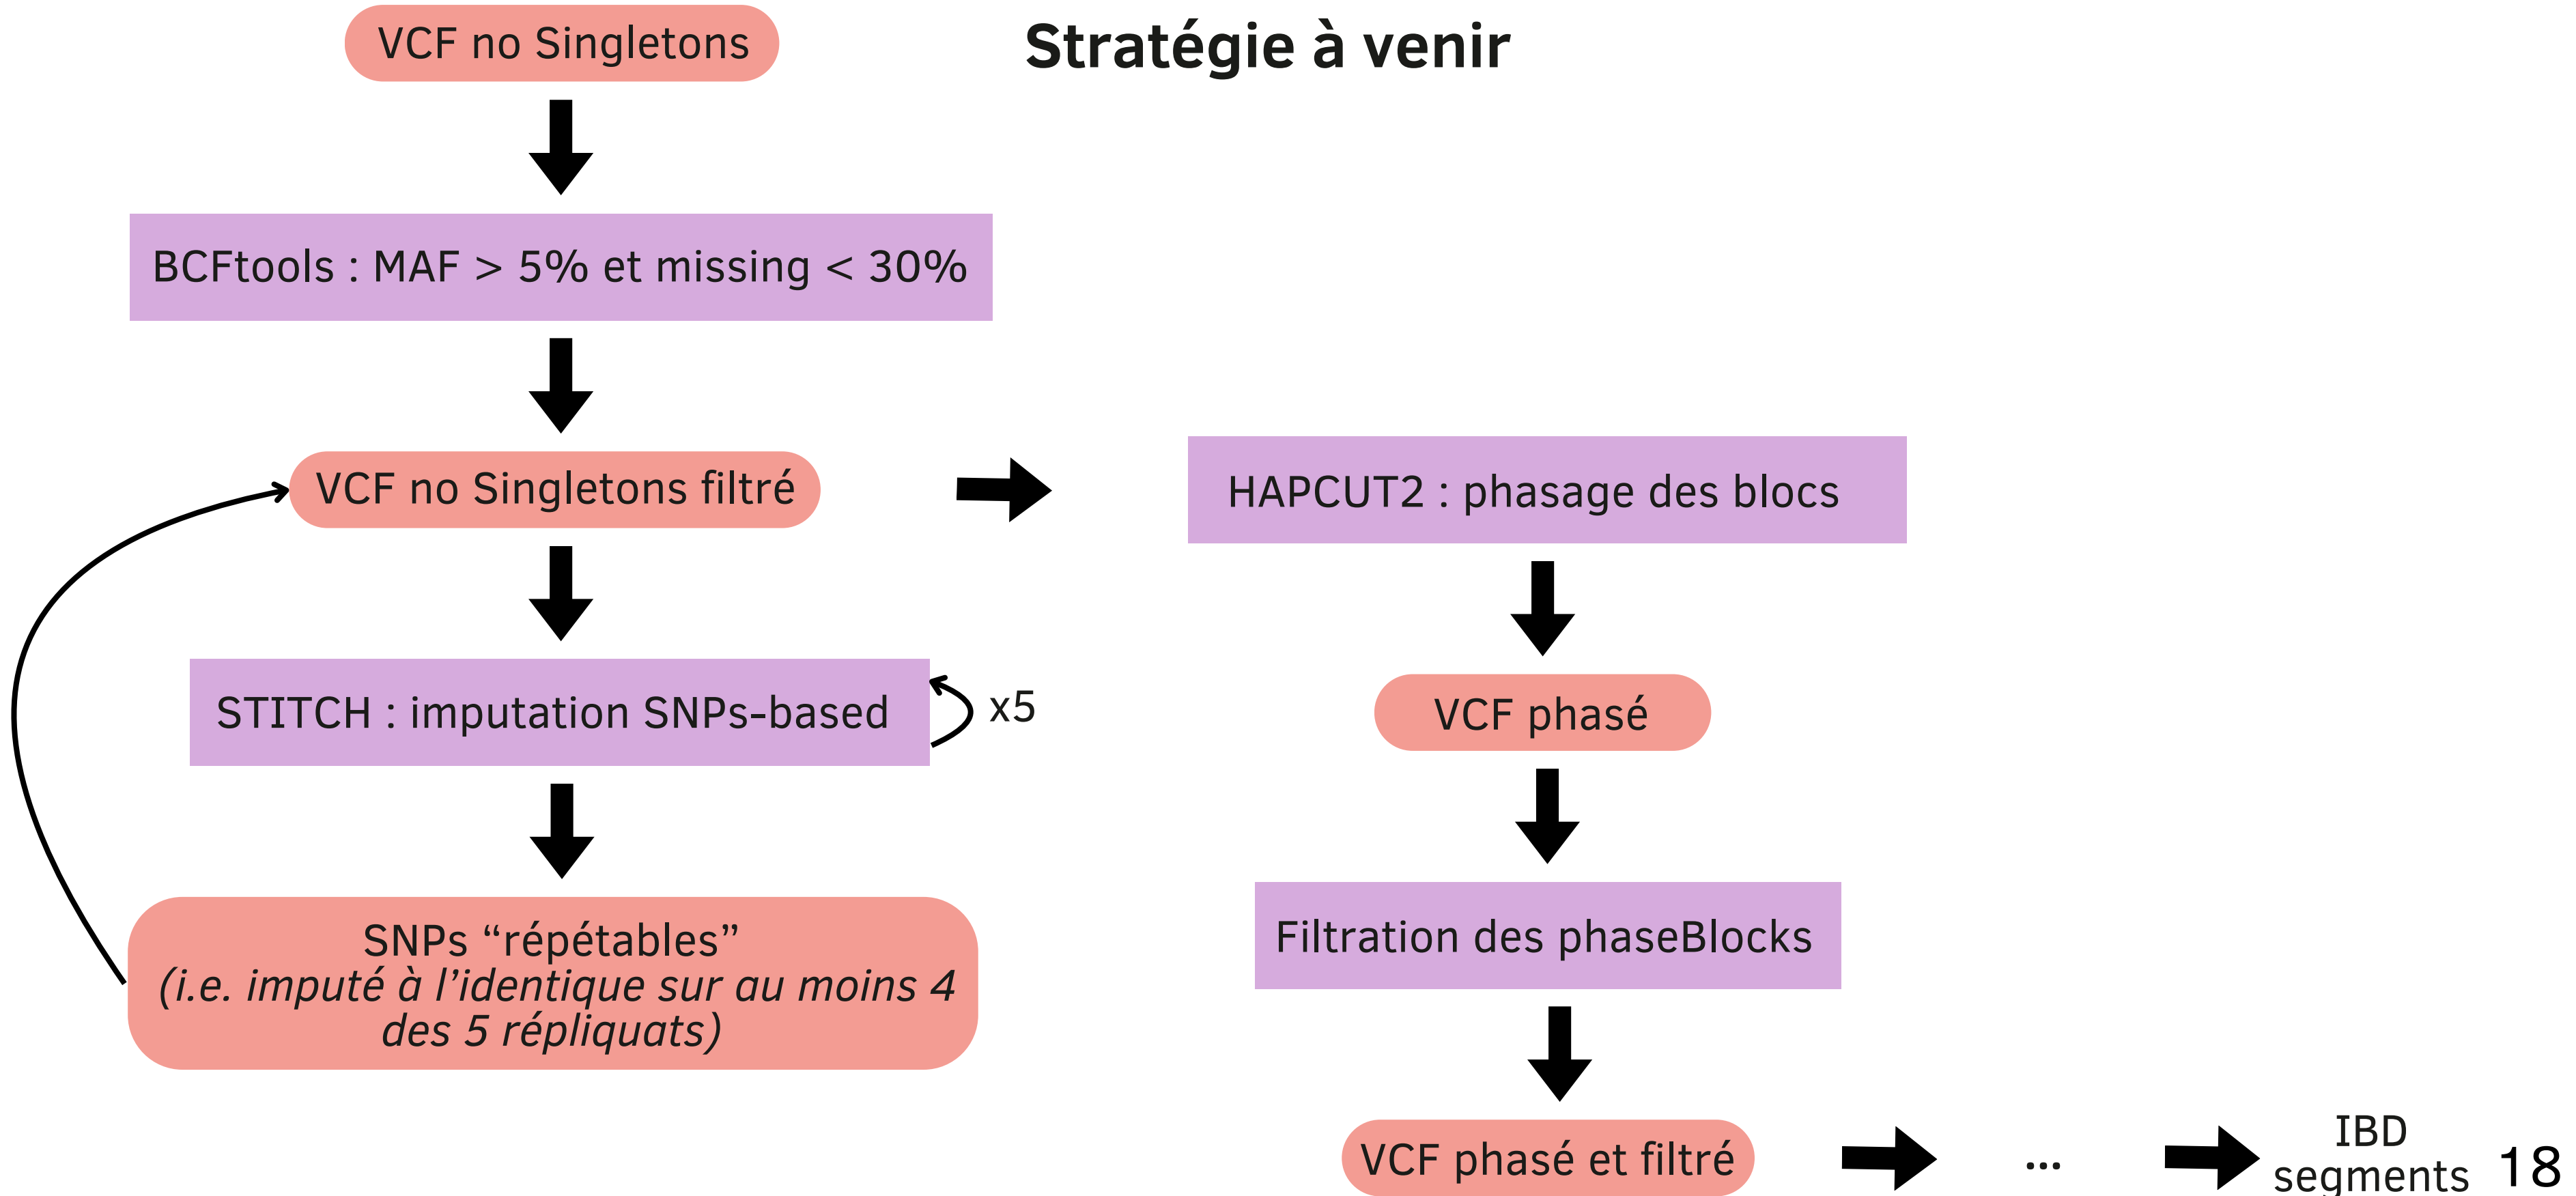 Stratégie à venir
VCF no Singletons
BCFtools : MAF > 5% et missing < 30%
VCF no Singletons filtré
STITCH : imputation SNPs-based
x5
SNPs “répétables”
(i.e. imputé à l’identique sur au moins 4
des 5 répliquats)
HAPCUT2 : phasage des blocs
VCF phasé
Filtration des phaseBlocks
VCF phasé et filtré
...
IBD
segments
18